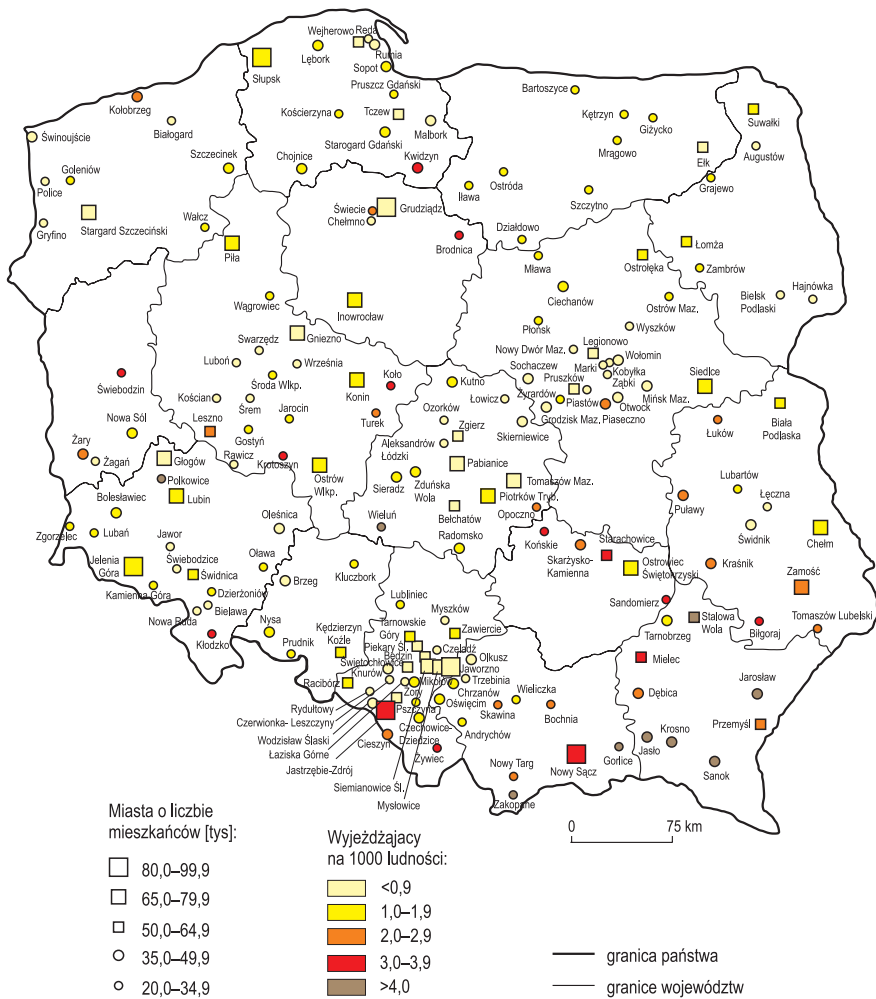 Wejherowo
Reda
Rumia
Lębork
Słupsk
Sopot
Pruszcz Gdański
Kołobrzeg
Kościerzyna
Tczew
Malbork
Białogard
Świnoujście
Starogard Gdański
Szczecinek
Chojnice
Kwidzyn
Goleniów
Police
Stargard Szczeciński
Gryfino
Wałcz
Bartoszyce
Kętrzyn
Giżycko
Suwałki
Mrągowo
Ełk
Augustów
Ostróda
Iława
Szczytno
Grajewo
Świecie
Chełmno
Grudziądz
Brodnica
Działdowo
Mława
Piła
Ostrołęka
Łomża
Zambrów
Wągrowiec
Inowrocław
Ciechanów
Ostrów Maz.
Bielsk
Podlaski
Hajnówka
Płońsk
Wyszków
Swarzędz
Gniezno
Legionowo
Nowy Dwór Maz.
Wołomin
Marki
Kobyłka
Luboń
Września
Sochaczew
Pruszków
Ząbki
Siedlce
Świebodzin
Środa Wlkp.
Konin
Koło
Kutno
Łowicz
Żyrardów
Piastów
Mińsk Maz.
Otwock
Kościan
Śrem
Jarocin
Turek
Ozorków
Grodzisk Maz.
Piaseczno
Biała
Podlaska
Nowa Sól
Leszno
Gostyń
Zgierz
Skierniewice
Łuków
Aleksandrów
Łódzki
Żary
Żagań
Rawicz
Krotoszyn
Głogów
Pabianice
Lubartów
Polkowice
Ostrów
Wlkp.
Sieradz
Zduńska
Wola
Tomaszów Maz.
Łęczna
Bolesławiec
Lubin
Piotrków Tryb.
Puławy
Oleśnica
Wieluń
Bełchatów
Opoczno
Świdnik
Zgorzelec
Lubań
Jawor
Radomsko
Końskie
Starachowice
Chełm
Świebodzice
Oława
Skarżysko-
Kamienna
Jelenia
Góra
Świdnica
Kluczbork
Ostrowiec
Świętokrzyski
Kraśnik
Kamienna Góra
Dzierżoniów
Brzeg
Zamość
Bielawa
Lubliniec
Sandomierz
Stalowa
Wola
Nowa Ruda
Myszków
Tarnobrzeg
Biłgoraj
Tomaszów Lubelski
Kłodzko
Nysa
Kędzierzyn
Koźle
Tarnowskie
Góry
Zawiercie
Prudnik
Piekary Śl.
Będzin
Czeladź
Mielec
Świętochłowice
Olkusz
Jaworzno
Knurów
Mikołów
Trzebinia
Jarosław
Racibórz
Żory
Chrzanów
Wieliczka
Dębica
Rydułtowy
Pszczyna
Oświęcim
Skawina
Bochnia
Przemyśl
Czerwionka- Leszczyny
Czechowice-
Dziedzice
Andrychów
Krosno
Wodzisław Śląski
Jasło
Łaziska Górne
Cieszyn
Żywiec
Nowy Targ
Nowy Sącz
Gorlice
Sanok
Jastrzębie-Zdrój
Siemianowice Śl.
Zakopane
Mysłowice
Miasta o liczbie
mieszkańców [tys]:
80,0–99,9
65,0–79,9
50,0–64,9
35,0–49,9
20,0–34,9
Wyjeżdżajacy
na 1000 ludności:
<0,9
1,0–1,9
2,0–2,9
3,0–3,9
>4,0
0 75 km
granica państwa
granice województw